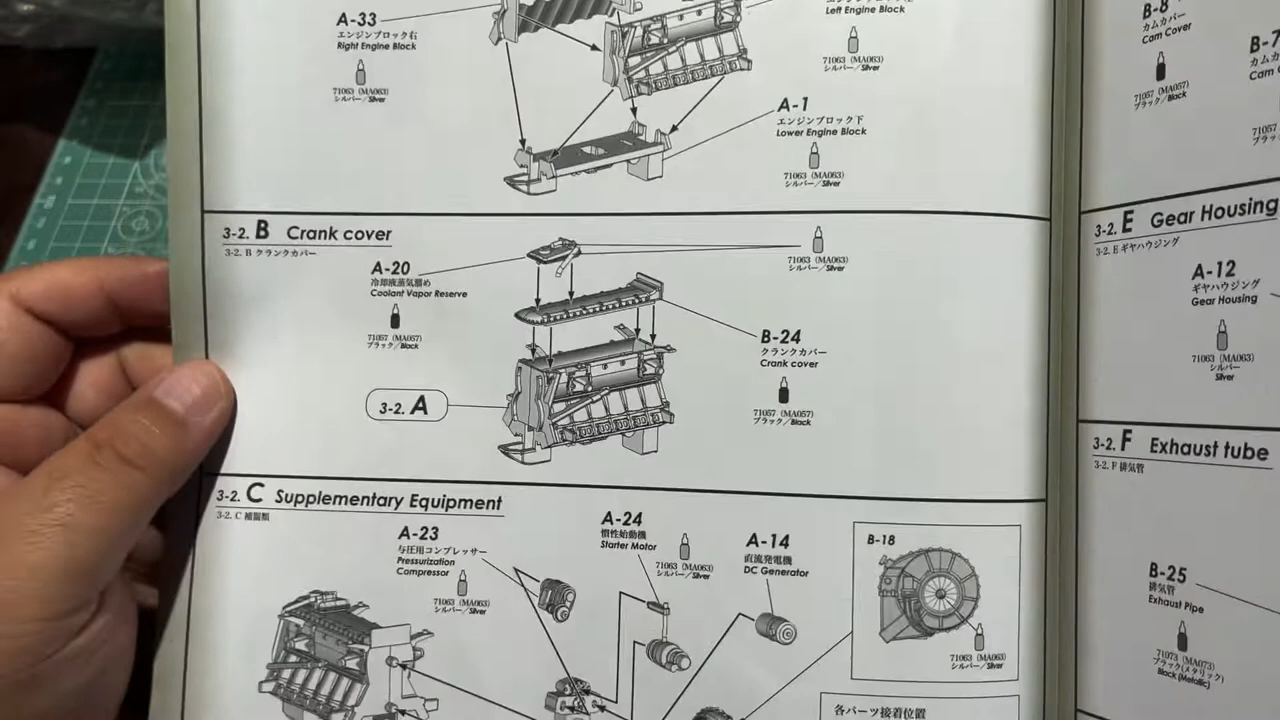 A-33
エンジンブロック右
Right Engine Block
71063 (MA063)
シルバー／Silver
Left Engine Block
71063 (MA063)
シルバー／Silver
A-1
エンジンブロック下
Lower Engine Block
71063 (MA063)
シルバー／Silver
3-2. B Crank cover
3-2. B クランクカバー
A-20
冷却液蒸気溜め
Coolant Vapor Reserve
71057 (MA057)
ブラック／Black
71063 (MA063)
シルバー／Silver
B-24
クランクカバー
Crank cover
71057 (MA057)
ブラック／Black
3-2. A
3-2. C Supplementary Equipment
3-2. C 補器類
A-23
与圧用コンプレッサー
Pressurization
Compressor
71063 (MA063)
シルバー／Silver
A-24
慣性始動機
Starter Motor
71063 (MA063)
シルバー／Silver
A-14
直流発電機
DC Generator
B-18
71063 (MA063)
シルバー／Silver
各パーツ接着位置
B-8
カムカバー
Cam Cover
71057 (MA057)
ブラック／Black
B-7
カムカ
Cam C
71057
ブラッ
3-2. E Gear Housing
3-2. E ギヤハウジング
A-12
ギヤハウジング
Gear Housing
71063 (MA063)
シルバー
Silver
3-2. F Exhaust tube
3-2. F 排気管
B-25
排気管
Exhaust Pipe
71073 (MA073)
ブラック(メタリック)
Black (Metallic)